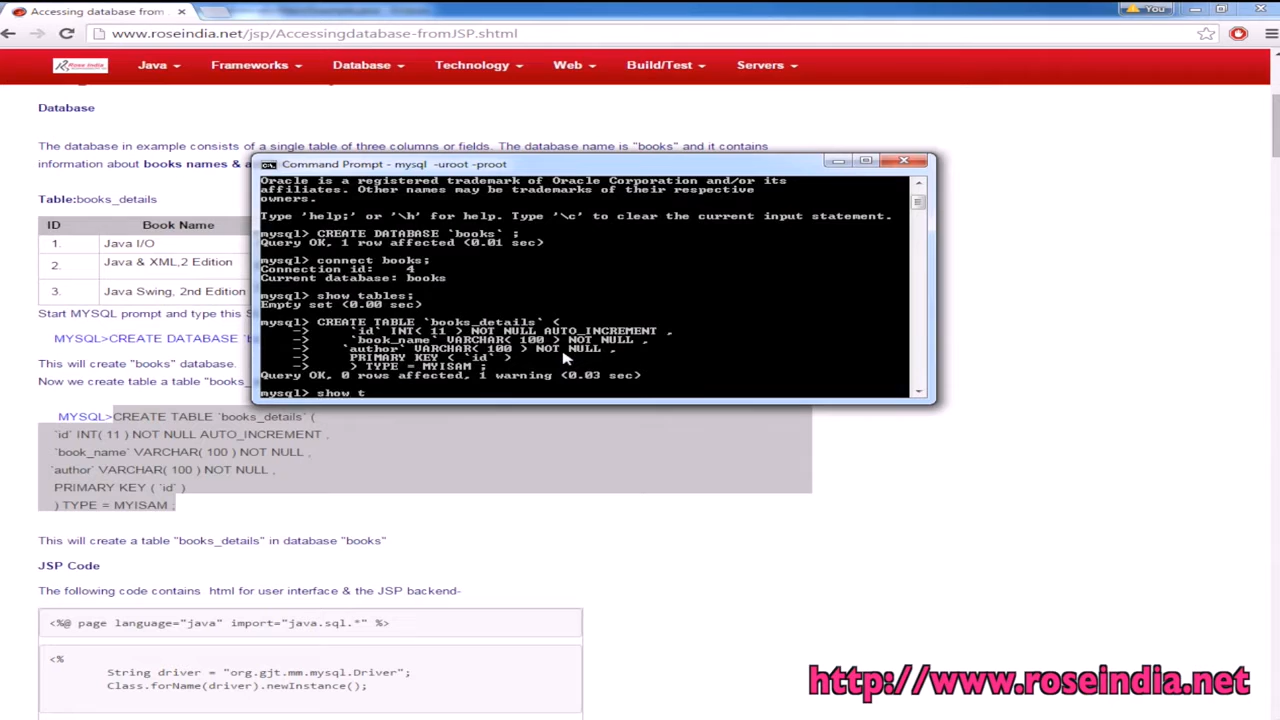 Accessing database from
You
www.roseindia.net/jsp/Accessingdatabase-fromJSP.shtml
Rose India
Java
Frameworks
Database
Technology
Web
Build/Test
Servers
Database
The database in example consists of a single table of three columns or fields. The database name is "books" and it contains
information about books names & a
Table:books_details
ID Book Name
1. Java I/O
2. Java & XML,2 Edition
3. Java Swing, 2nd Edition
Start MYSQL prompt and type this S
MYSQL>CREATE DATABASE `b
This will create "books" database.
Now we create table a table "books_
MYSQL>CREATE TABLE `books_details` (
`id` INT( 11 ) NOT NULL AUTO_INCREMENT ,
`book_name` VARCHAR( 100 ) NOT NULL ,
`author` VARCHAR( 100 ) NOT NULL ,
PRIMARY KEY ( `id` )
) TYPE = MYISAM ;
This will create a table "books_details" in database "books"
JSP Code
The following code contains html for user interface & the JSP backend-
<%@ page language="java" import="java.sql.*" %>
<%
String driver = "org.gjt.mm.mysql.Driver";
Class.forName(driver).newInstance();
Command Prompt - mysql -uroot -proot
Oracle is a registered trademark of Oracle Corporation and/or its
affiliates. Other names may be trademarks of their respective
owners.
Type 'help;' or '\h' for help. Type '\c' to clear the current input statement.
mysql> CREATE DATABASE `books` ;
Query OK, 1 row affected (0.01 sec)
mysql> connect books;
Connection id: 4
Current database: books
mysql> show tables;
Empty set (0.00 sec)
mysql> CREATE TABLE `books_details` (
-> `id` INT( 11 ) NOT NULL AUTO_INCREMENT ,
-> `book_name` VARCHAR( 100 ) NOT NULL ,
-> `author` VARCHAR( 100 ) NOT NULL ,
-> PRIMARY KEY ( `id` )
-> ) TYPE = MYISAM ;
Query OK, 0 rows affected, 1 warning (0.03 sec)
mysql> show t
http://www.roseindia.net